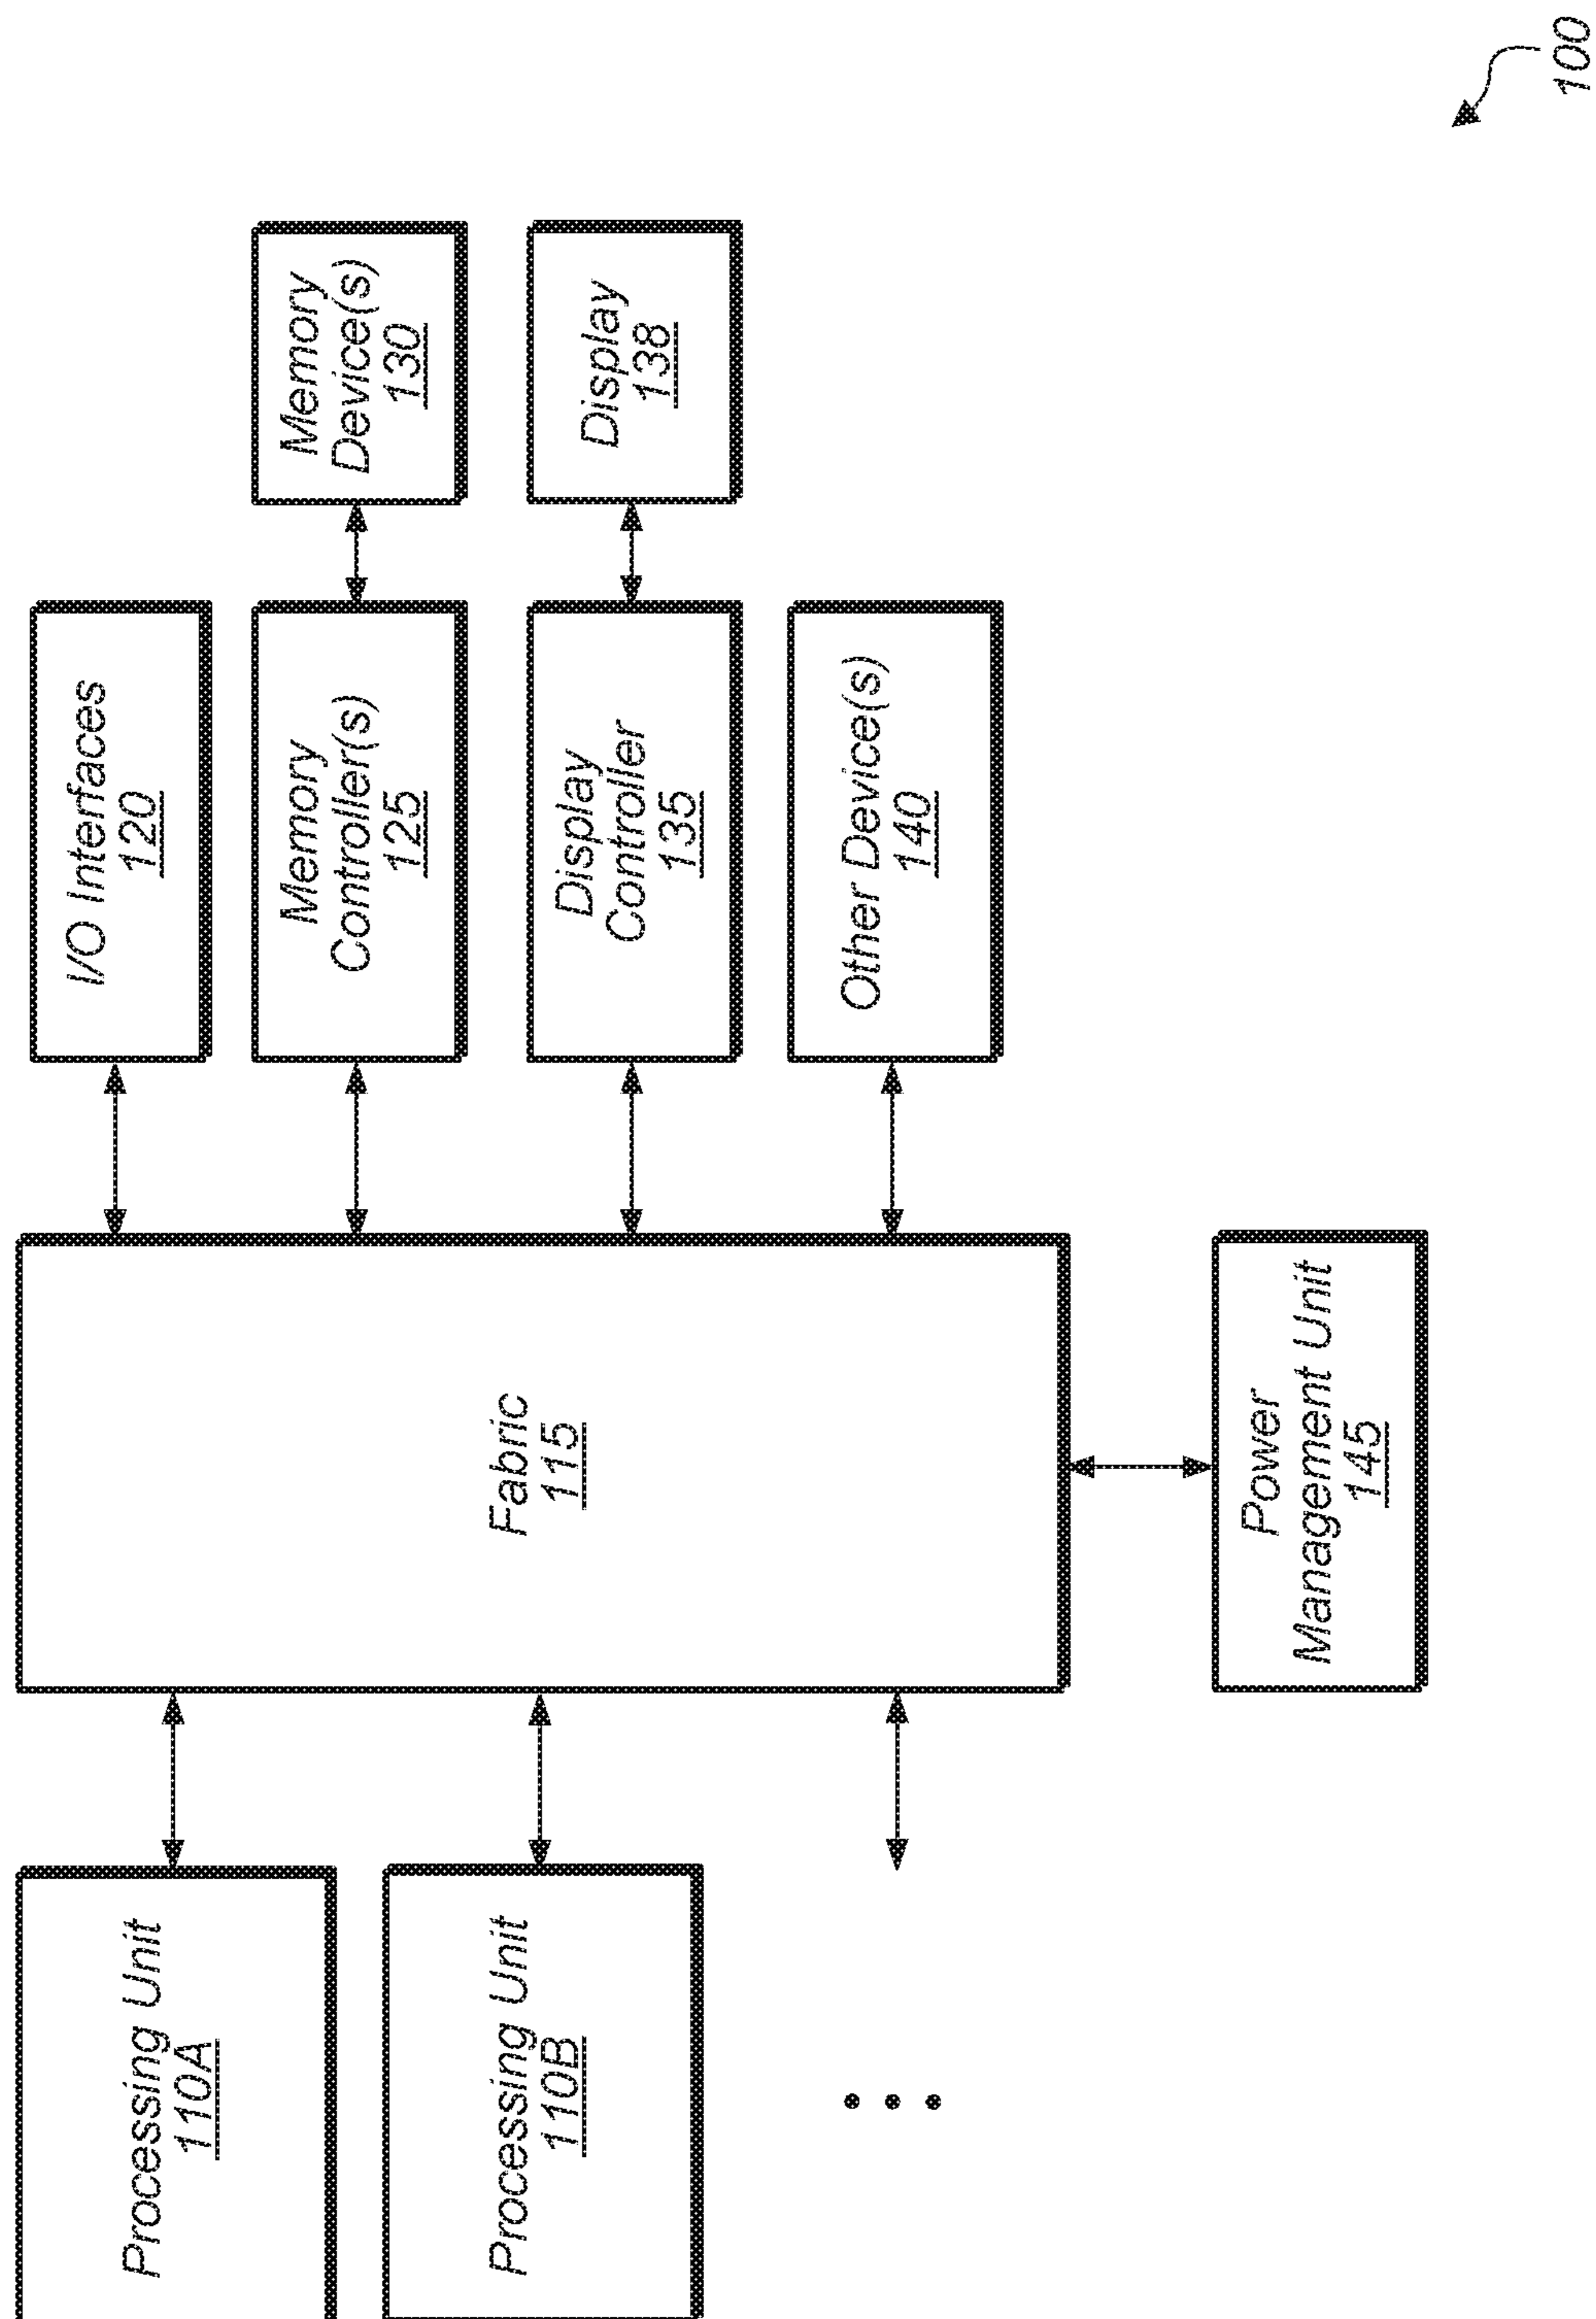 Processing Unit
110A
Processing Unit
110B
Fabric
115
I/O Interfaces
120
Memory
Controller(s)
125
Display
Controller
135
Other Device(s)
140
Memory
Device(s)
130
Display
138
Power
Management Unit
145
100